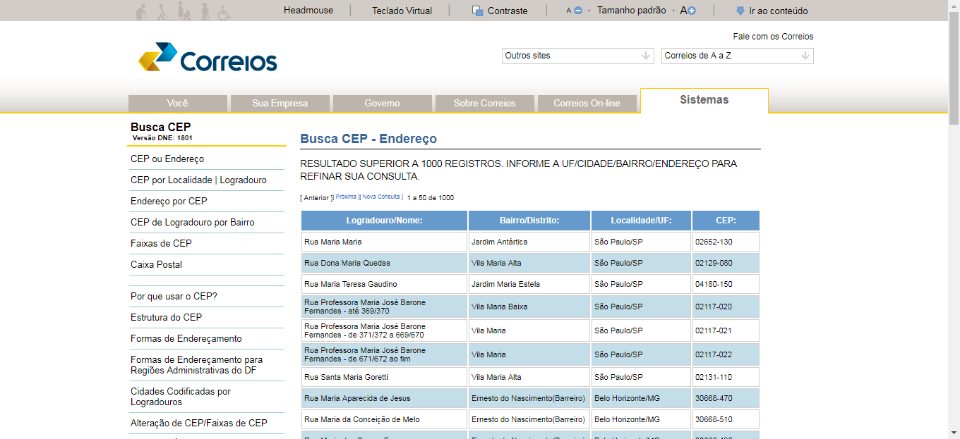 Headmouse | Teclado Virtual | Contraste | A - Tamanho padrão - A | Ir ao conteúdo
Fale com os Correios
Correios
Outros sites
Correios de A a Z
Você
Sua Empresa
Governo
Sobre Correios
Correios On-line
Sistemas
Busca CEP
Versão DNE: 1801
CEP ou Endereço
CEP por Localidade | Logradouro
Endereço por CEP
CEP de Logradouro por Bairro
Faixas de CEP
Caixa Postal
Por que usar o CEP?
Estrutura do CEP
Formas de Endereçamento
Formas de Endereçamento para
Regiões Administrativas do DF
Cidades Codificadas por
Logradouros
Alteração de CEP/Faixas de CEP
Busca CEP - Endereço
RESULTADO SUPERIOR A 1000 REGISTROS. INFORME A UF/CIDADE/BAIRRO/ENDEREÇO PARA
REFINAR SUA CONSULTA.
[ Anterior ][ Próxima ][ Nova Consulta ] 1 a 50 de 1000
Logradouro/Nome: Bairro/Distrito: Localidade/UF: CEP:
Rua Maria Maria Jardim Antártica São Paulo/SP 02652-130
Rua Dona Maria Quedas Vila Maria Alta São Paulo/SP 02129-080
Rua Maria Teresa Gaudino Jardim Maria Estela São Paulo/SP 04180-150
Rua Professora Maria José Barone
Fernandes - até 369/370 Vila Maria Baixa São Paulo/SP 02117-020
Rua Professora Maria José Barone
Fernandes - de 371/372 a 669/670 Vila Maria São Paulo/SP 02117-021
Rua Professora Maria José Barone
Fernandes - de 671/672 ao fim Vila Maria São Paulo/SP 02117-022
Rua Santa Maria Goretti Vila Maria Alta São Paulo/SP 02131-110
Rua Maria Aparecida de Jesus Ernesto do Nascimento(Barreiro) Belo Horizonte/MG 30668-470
Rua Maria da Conceição de Melo Ernesto do Nascimento(Barreiro) Belo Horizonte/MG 30668-510